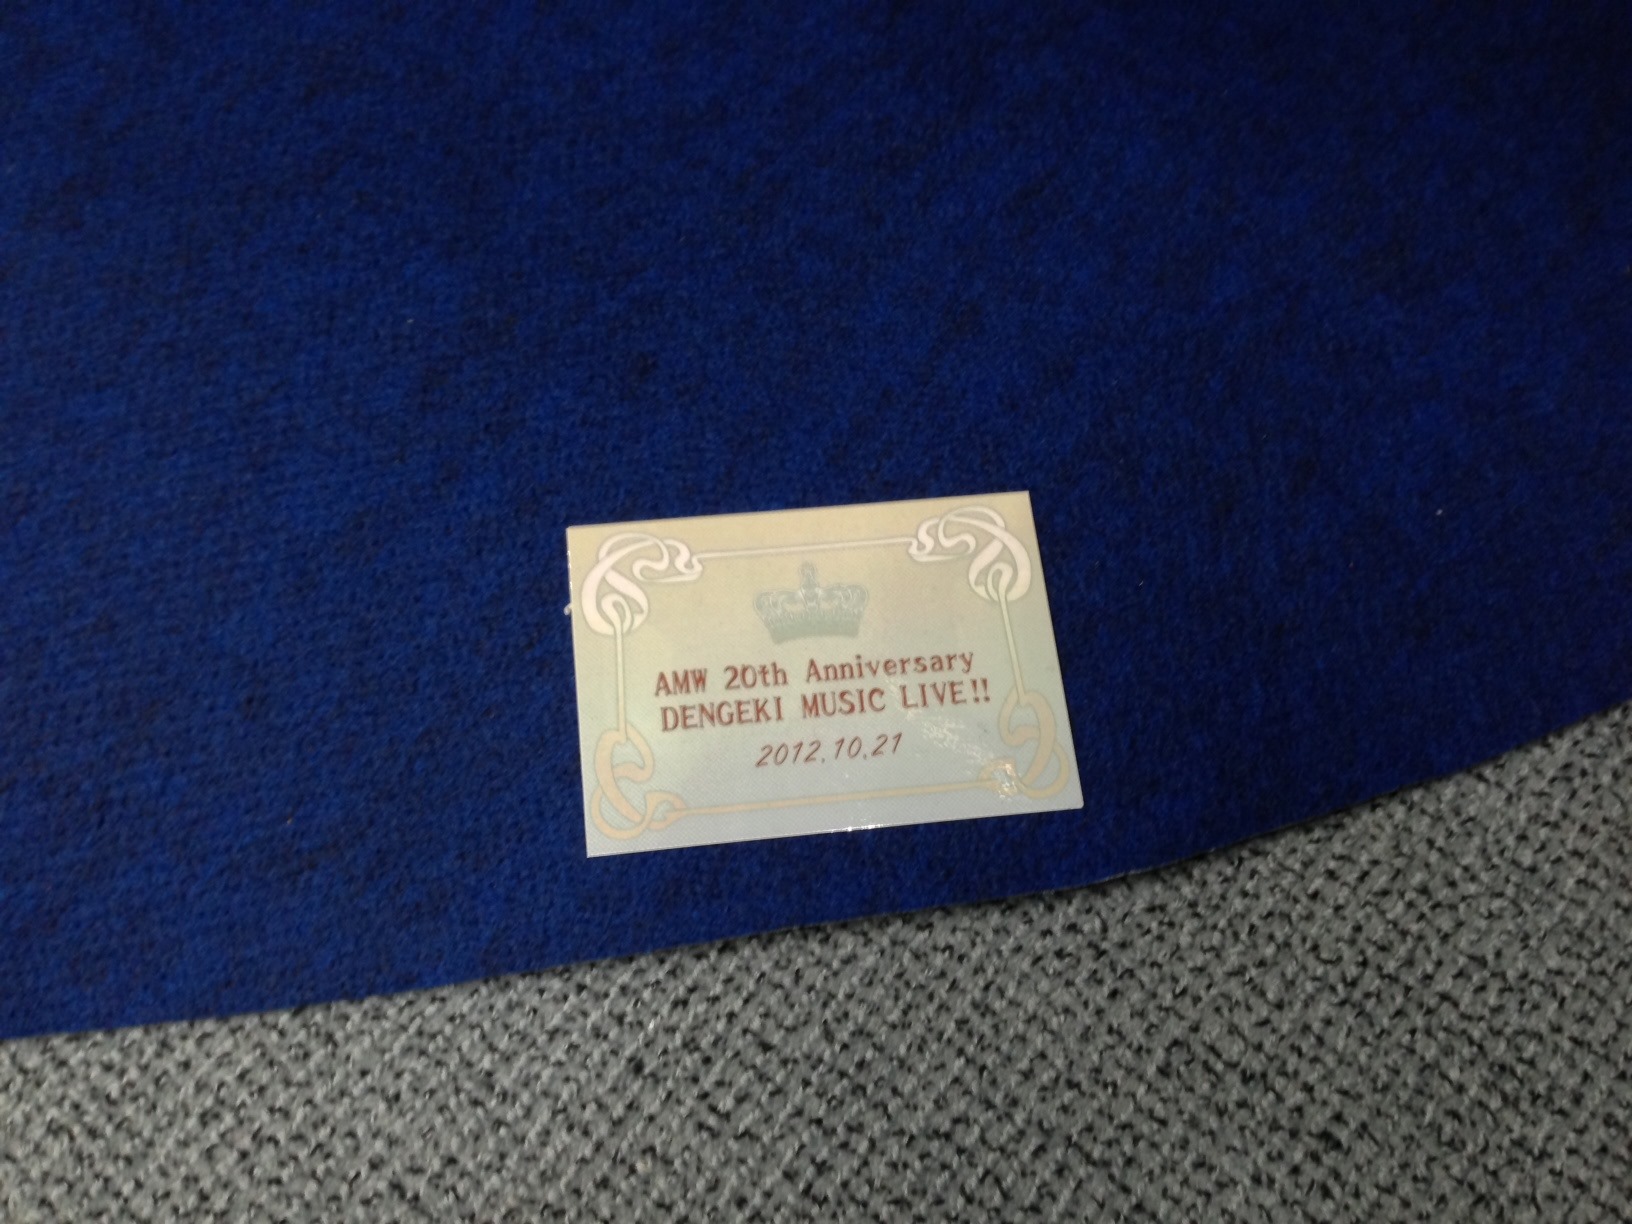 AMW 20th Anniversary
DENGEKI MUSIC LIVE!!
2012.10.21